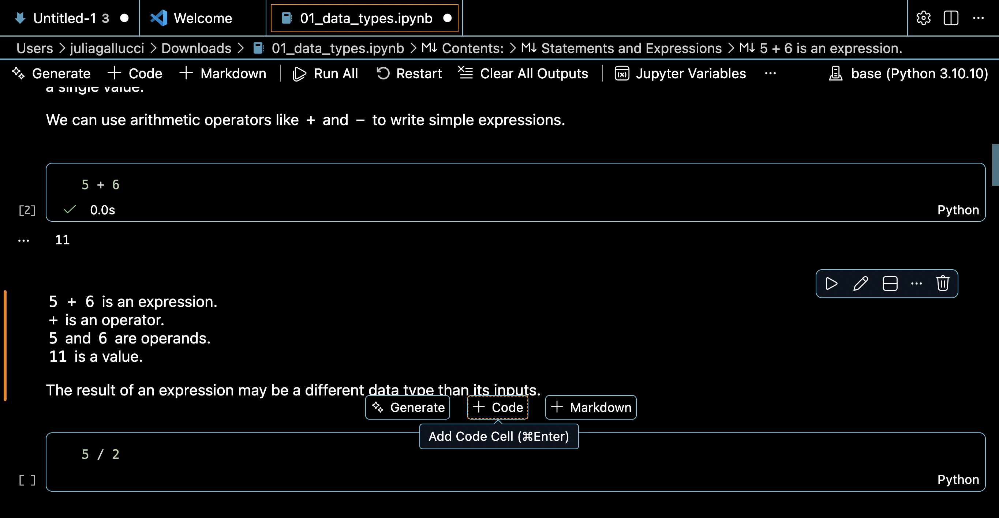 Untitled-1 3
Welcome
01_data_types.ipynb
Users > juliagallucci > Downloads > 01_data_types.ipynb > M↓ Contents: > M↓ Statements and Expressions > M↓ 5 + 6 is an expression.
Generate + Code + Markdown Run All Restart Clear All Outputs Jupyter Variables ... base (Python 3.10.10)
a single value.
We can use arithmetic operators like + and - to write simple expressions.
5 + 6
[2] 0.0s Python
... 11
5 + 6 is an expression.
+ is an operator.
5 and 6 are operands.
11 is a value.
The result of an expression may be a different data type than its inputs.
Generate + Code + Markdown
Add Code Cell (⌘Enter)
5 / 2
[ ] Python